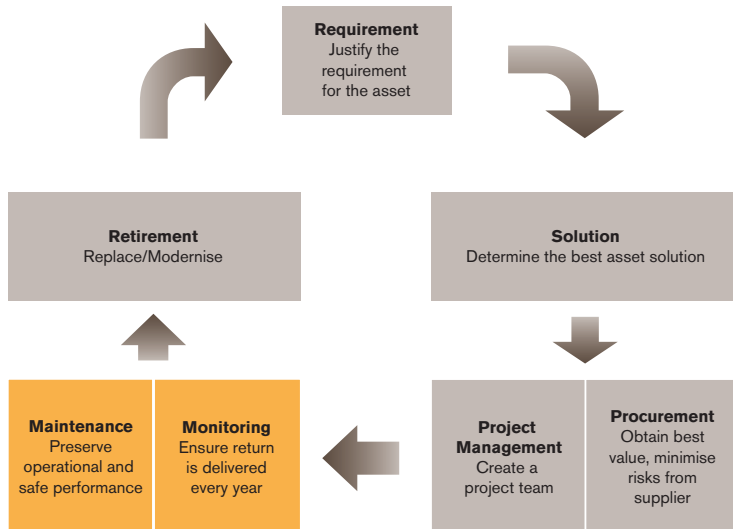 Requirement
Justify the
requirement
for the asset
Retirement
Replace/Modernise
Solution
Determine the best asset solution
Maintenance
Preserve
operational and
safe performance
Monitoring
Ensure return
is delivered
every year
Project
Management
Create a
project team
Procurement
Obtain best
value, minimise
risks from
supplier